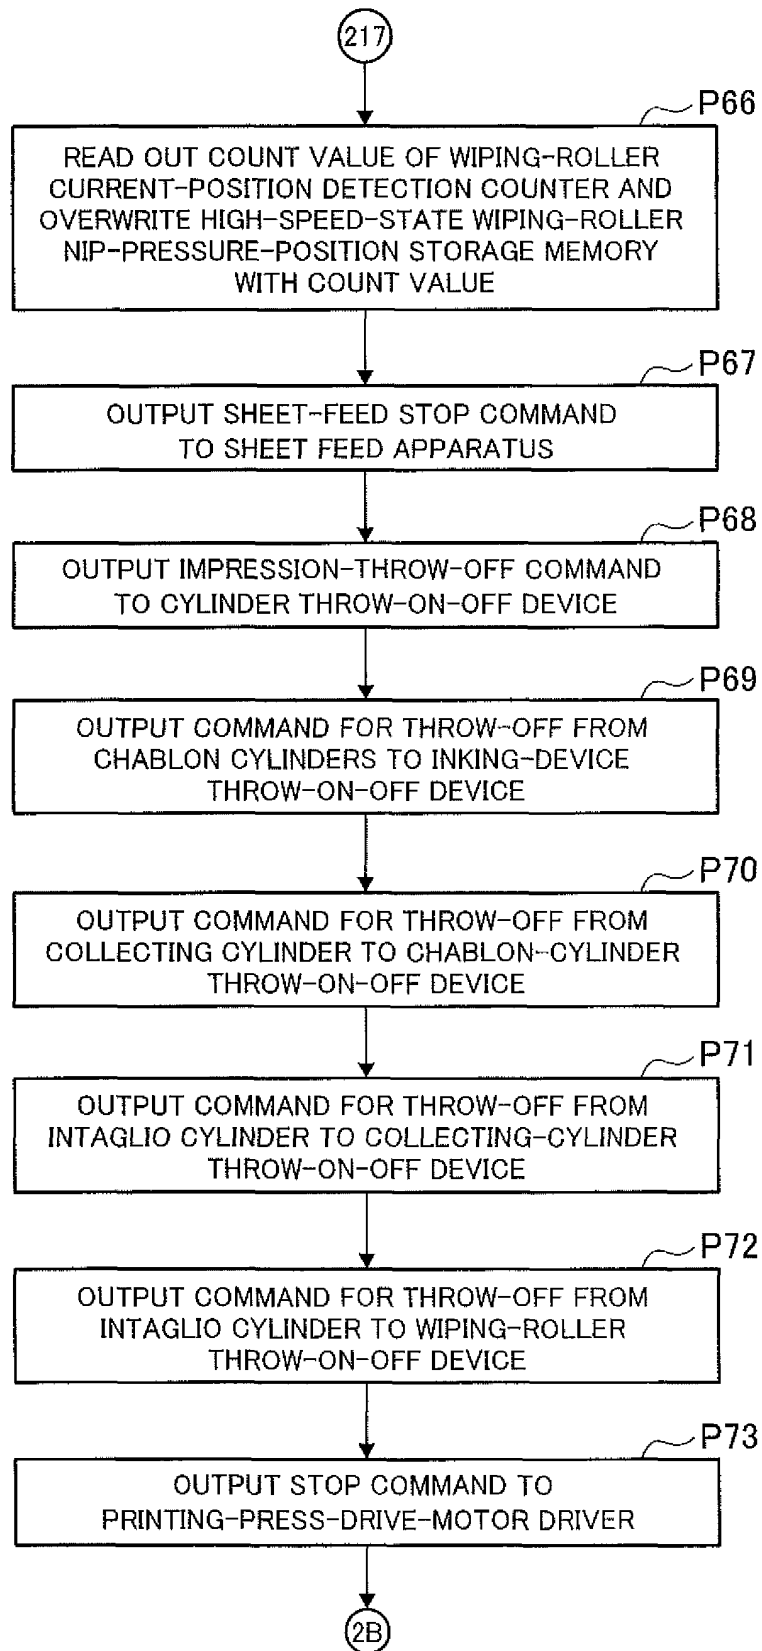 217
P66
READ OUT COUNT VALUE OF WIPING-ROLLER
CURRENT-POSITION DETECTION COUNTER AND
OVERWRITE HIGH-SPEED-STATE WIPING-ROLLER
NIP-PRESSURE-POSITION STORAGE MEMORY
WITH COUNT VALUE
P67
OUTPUT SHEET-FEED STOP COMMAND
TO SHEET FEED APPARATUS
P68
OUTPUT IMPRESSION-THROW-OFF COMMAND
TO CYLINDER THROW-ON-OFF DEVICE
P69
OUTPUT COMMAND FOR THROW-OFF FROM
CHABLON CYLINDERS TO INKING-DEVICE
THROW-ON-OFF DEVICE
P70
OUTPUT COMMAND FOR THROW-OFF FROM
COLLECTING CYLINDER TO CHABLON-CYLINDER
THROW-ON-OFF DEVICE
P71
OUTPUT COMMAND FOR THROW-OFF FROM
INTAGLIO CYLINDER TO COLLECTING-CYLINDER
THROW-ON-OFF DEVICE
P72
OUTPUT COMMAND FOR THROW-OFF FROM
INTAGLIO CYLINDER TO WIPING-ROLLER
THROW-ON-OFF DEVICE
P73
OUTPUT STOP COMMAND TO
PRINTING-PRESS-DRIVE-MOTOR DRIVER
2B